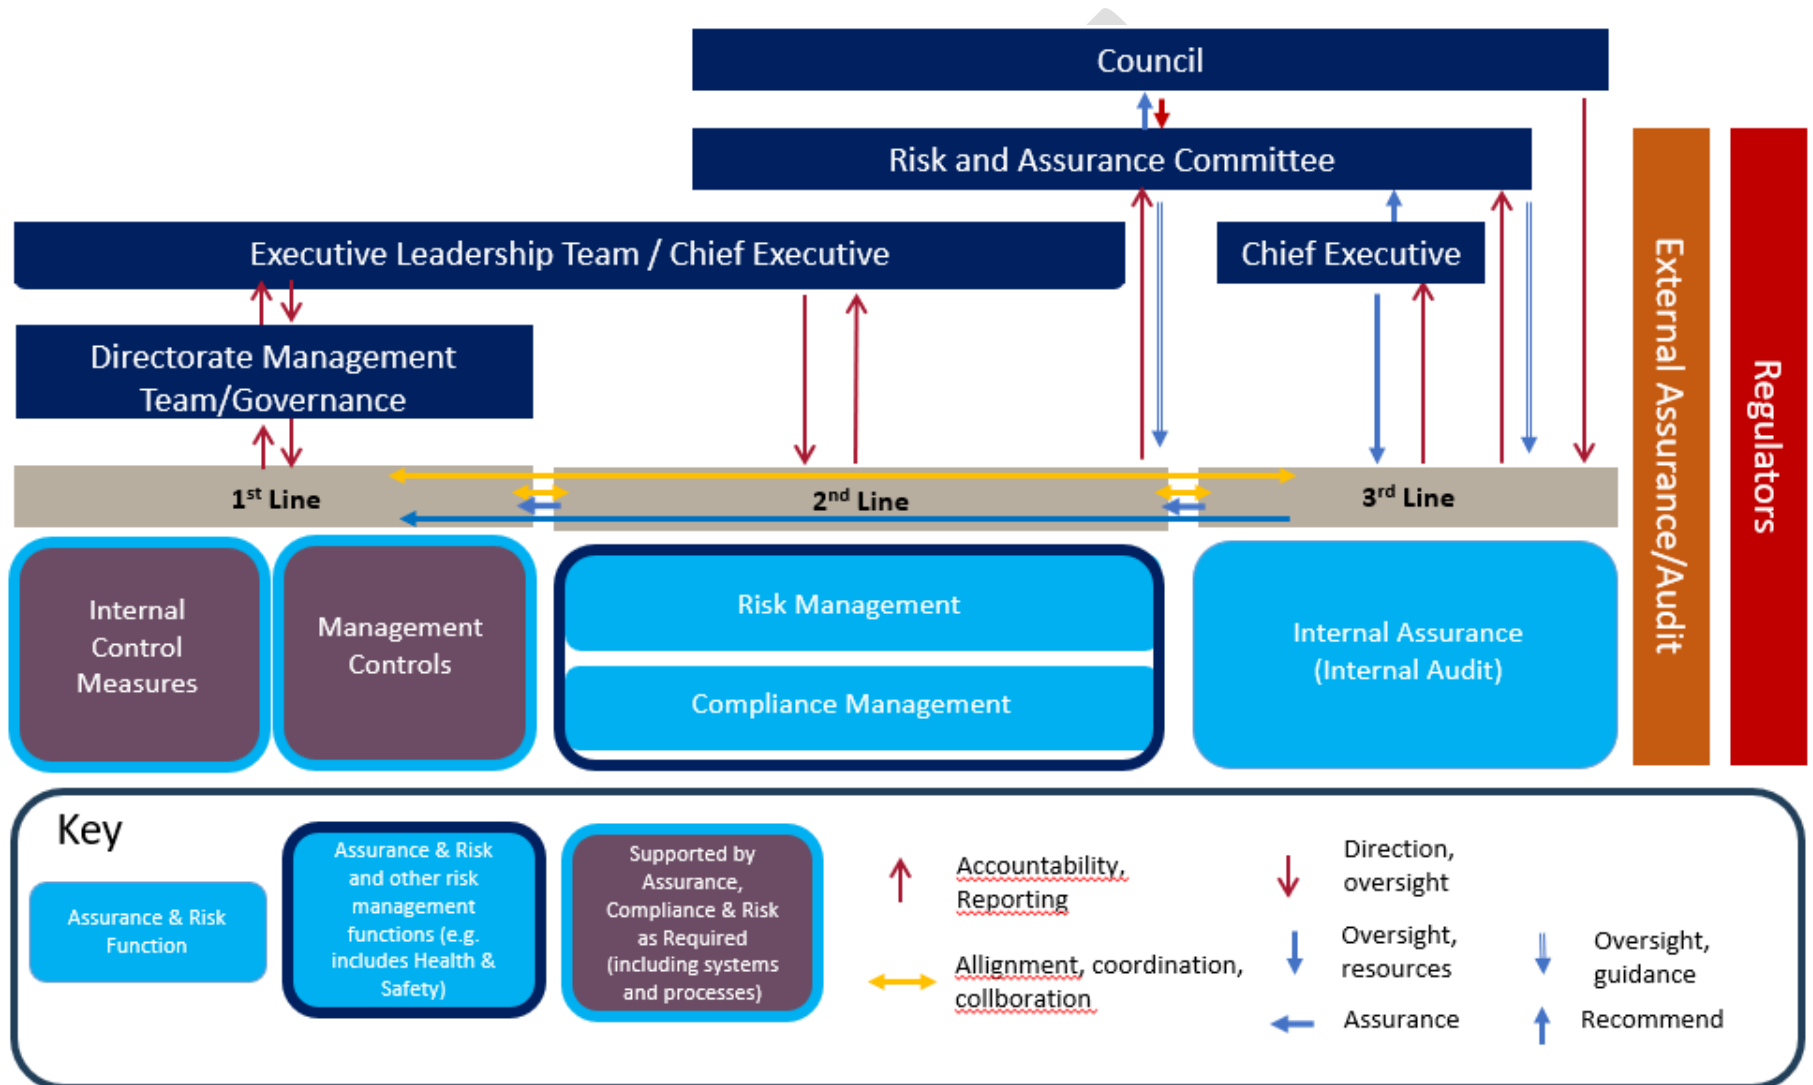 Council
Risk and Assurance Committee
Executive Leadership Team / Chief Executive
Chief Executive
Directorate Management
Team/Governance
1st Line
2nd Line
3rd Line
Internal
Control
Measures
Management
Controls
Risk Management
Compliance Management
Internal Assurance
(Internal Audit)
External Assurance/Audit
Regulators
Key
Assurance & Risk
Function
Assurance & Risk
and other risk
management
functions (e.g.
includes Health &
Safety)
Supported by
Assurance,
Compliance & Risk
as Required
(including systems
and processes)
Accountability,
Reporting
Allignment, coordination,
collboration
Direction,
oversight
Oversight,
resources
Assurance
Oversight,
guidance
Recommend